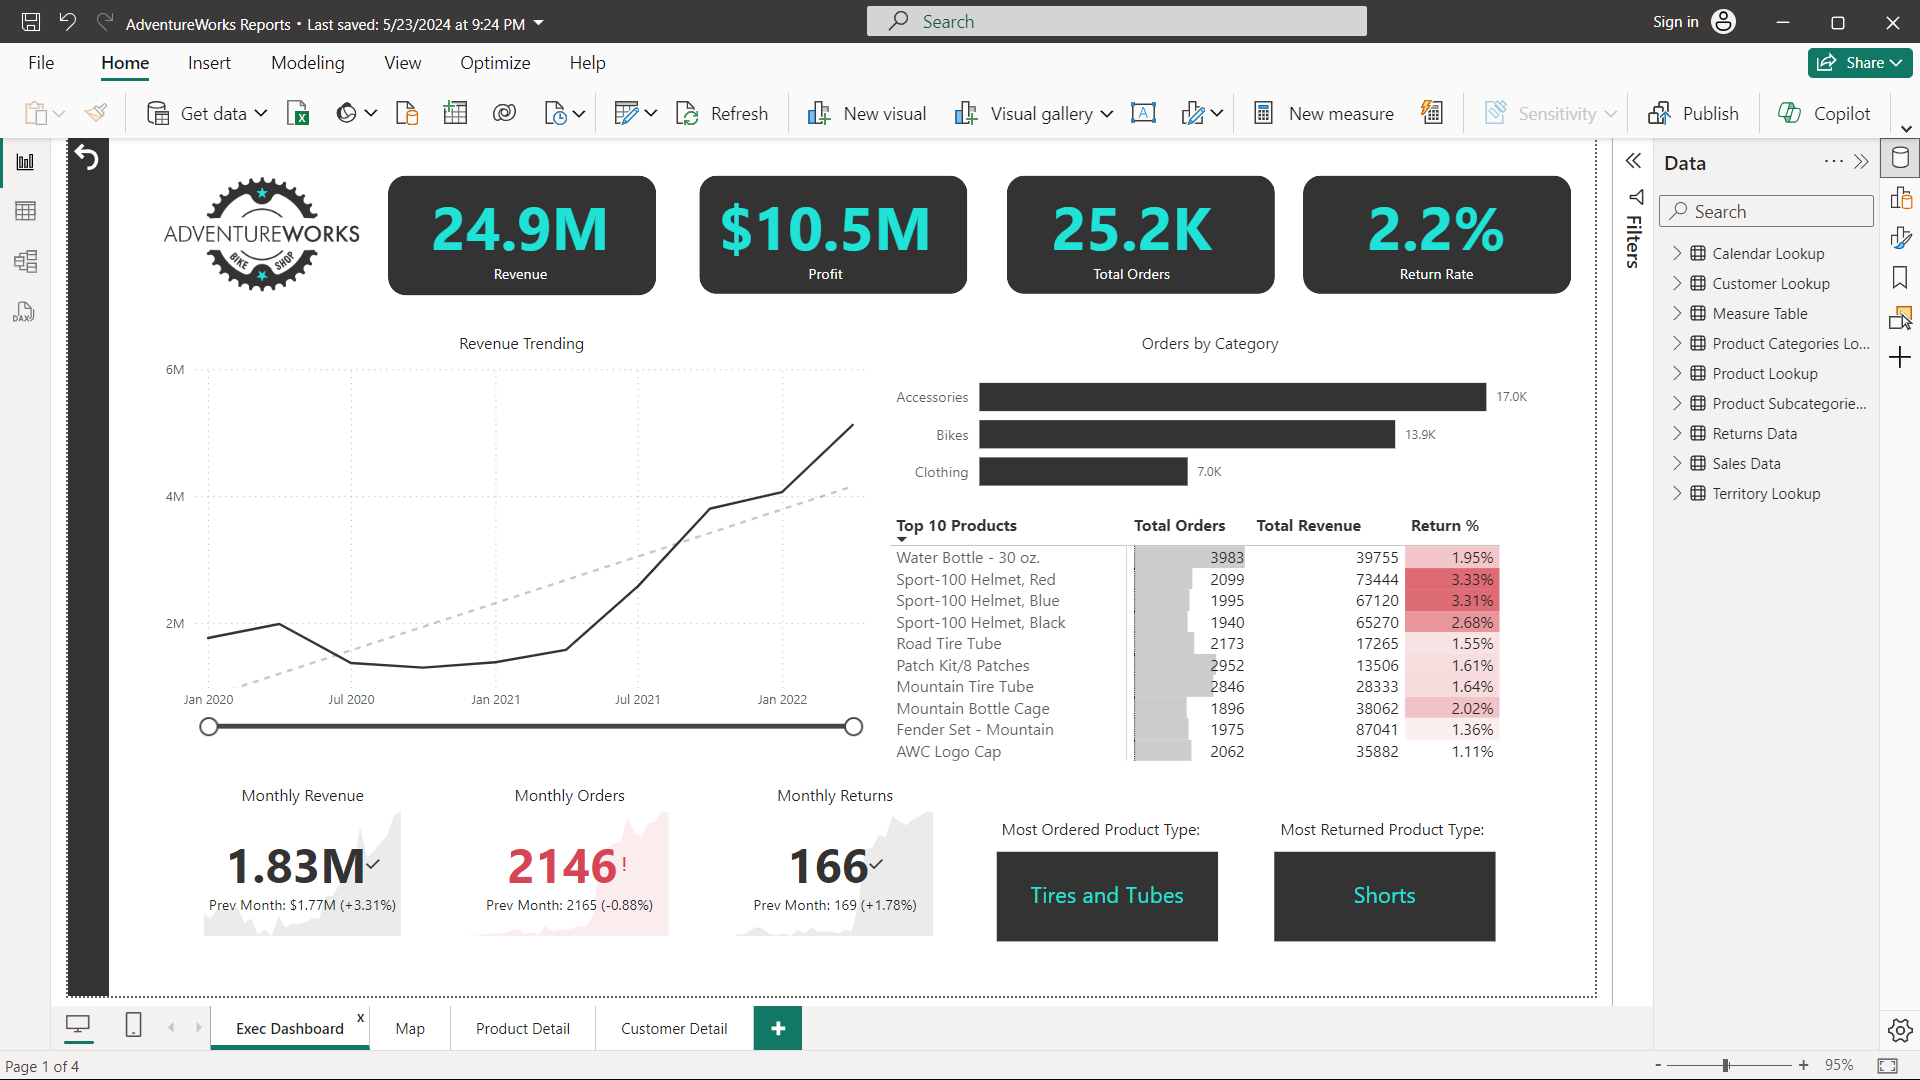 AdventureWorks Reports • Last saved: 5/23/2024 at 9:24 PM
Search
Sign in
File Home Insert Modeling View Optimize Help
Share
Get data
Refresh
New visual
Visual gallery
New measure
Sensitivity
Publish
Copilot
DAX
ADVENTUREWORKS
BIKE SHOP
24.9M
Revenue
$10.5M
Profit
25.2K
Total Orders
2.2%
Return Rate
Revenue Trending
6M
4M
2M
Jan 2020 Jul 2020 Jan 2021 Jul 2021 Jan 2022
Orders by Category
Accessories 17.0K
Bikes 13.9K
Clothing 7.0K
Top 10 Products Total Orders Total Revenue Return %
Water Bottle - 30 oz. 3983 39755 1.95%
Sport-100 Helmet, Red 2099 73444 3.33%
Sport-100 Helmet, Blue 1995 67120 3.31%
Sport-100 Helmet, Black 1940 65270 2.68%
Road Tire Tube 2173 17265 1.55%
Patch Kit/8 Patches 2952 13506 1.61%
Mountain Tire Tube 2846 28333 1.64%
Mountain Bottle Cage 1896 38062 2.02%
Fender Set - Mountain 1975 87041 1.36%
AWC Logo Cap 2062 35882 1.11%
Monthly Revenue
1.83M
Prev Month: $1.77M (+3.31%)
Monthly Orders
2146!
Prev Month: 2165 (-0.88%)
Monthly Returns
166
Prev Month: 169 (+1.78%)
Most Ordered Product Type:
Tires and Tubes
Most Returned Product Type:
Shorts
Filters
Data
Search
Calendar Lookup
Customer Lookup
Measure Table
Product Categories Lo...
Product Lookup
Product Subcategorie...
Returns Data
Sales Data
Territory Lookup
Exec Dashboard x
Map
Product Detail
Customer Detail
+
Page 1 of 4
- + 95%